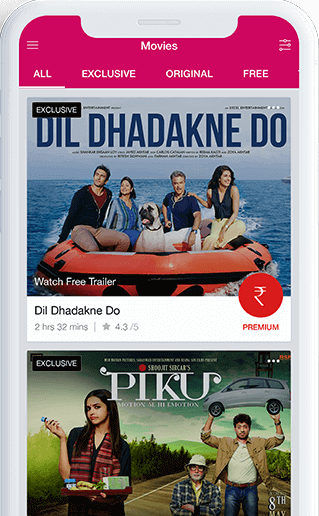 Movies
ALL EXCLUSIVE ORIGINAL FREE
EXCLUSIVE
DIL DHADAKNE DO
Watch Free Trailer
₹
Dil Dhadakne Do
2 hrs 32 mins | ★ 4.3 /5
PREMIUM
EXCLUSIVE
SHOOJIT SIRCAR'S
PIKU
MOTION SE HI EMOTION
8TH
MAY